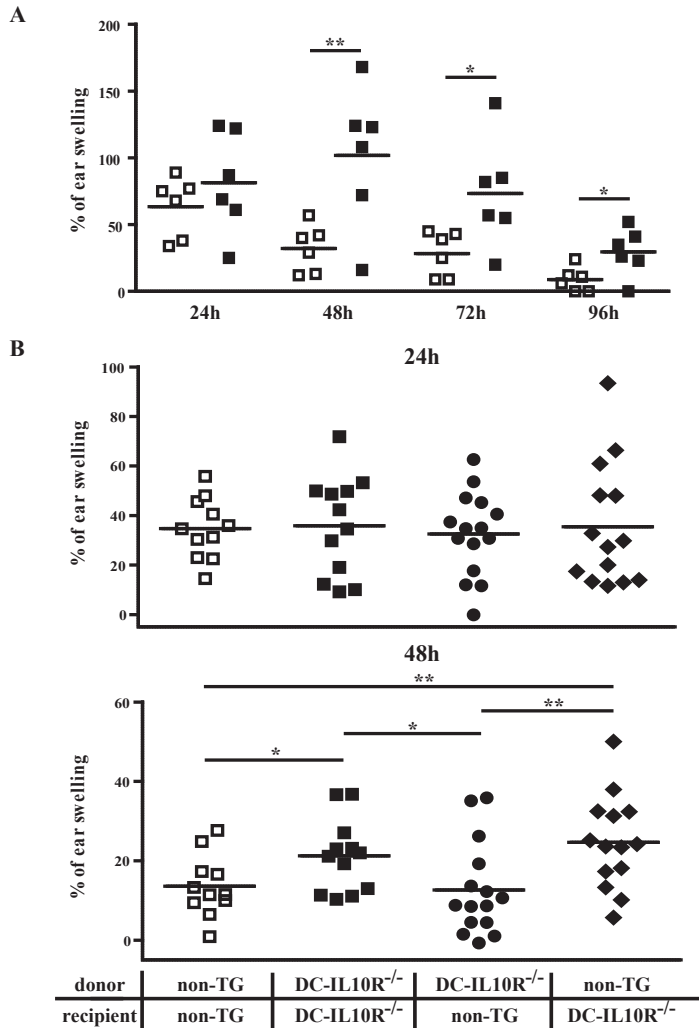 A
200
150
100
50
0
% of ear swelling
** * *
24h 48h 72h 96h
B
24h
100
80
60
40
20
0
% of ear swelling
48h
**
* * **
60
40
20
0
% of ear swelling
donor non-TG DC-IL10R-/- DC-IL10R-/- non-TG
recipient non-TG DC-IL10R-/- non-TG DC-IL10R-/-